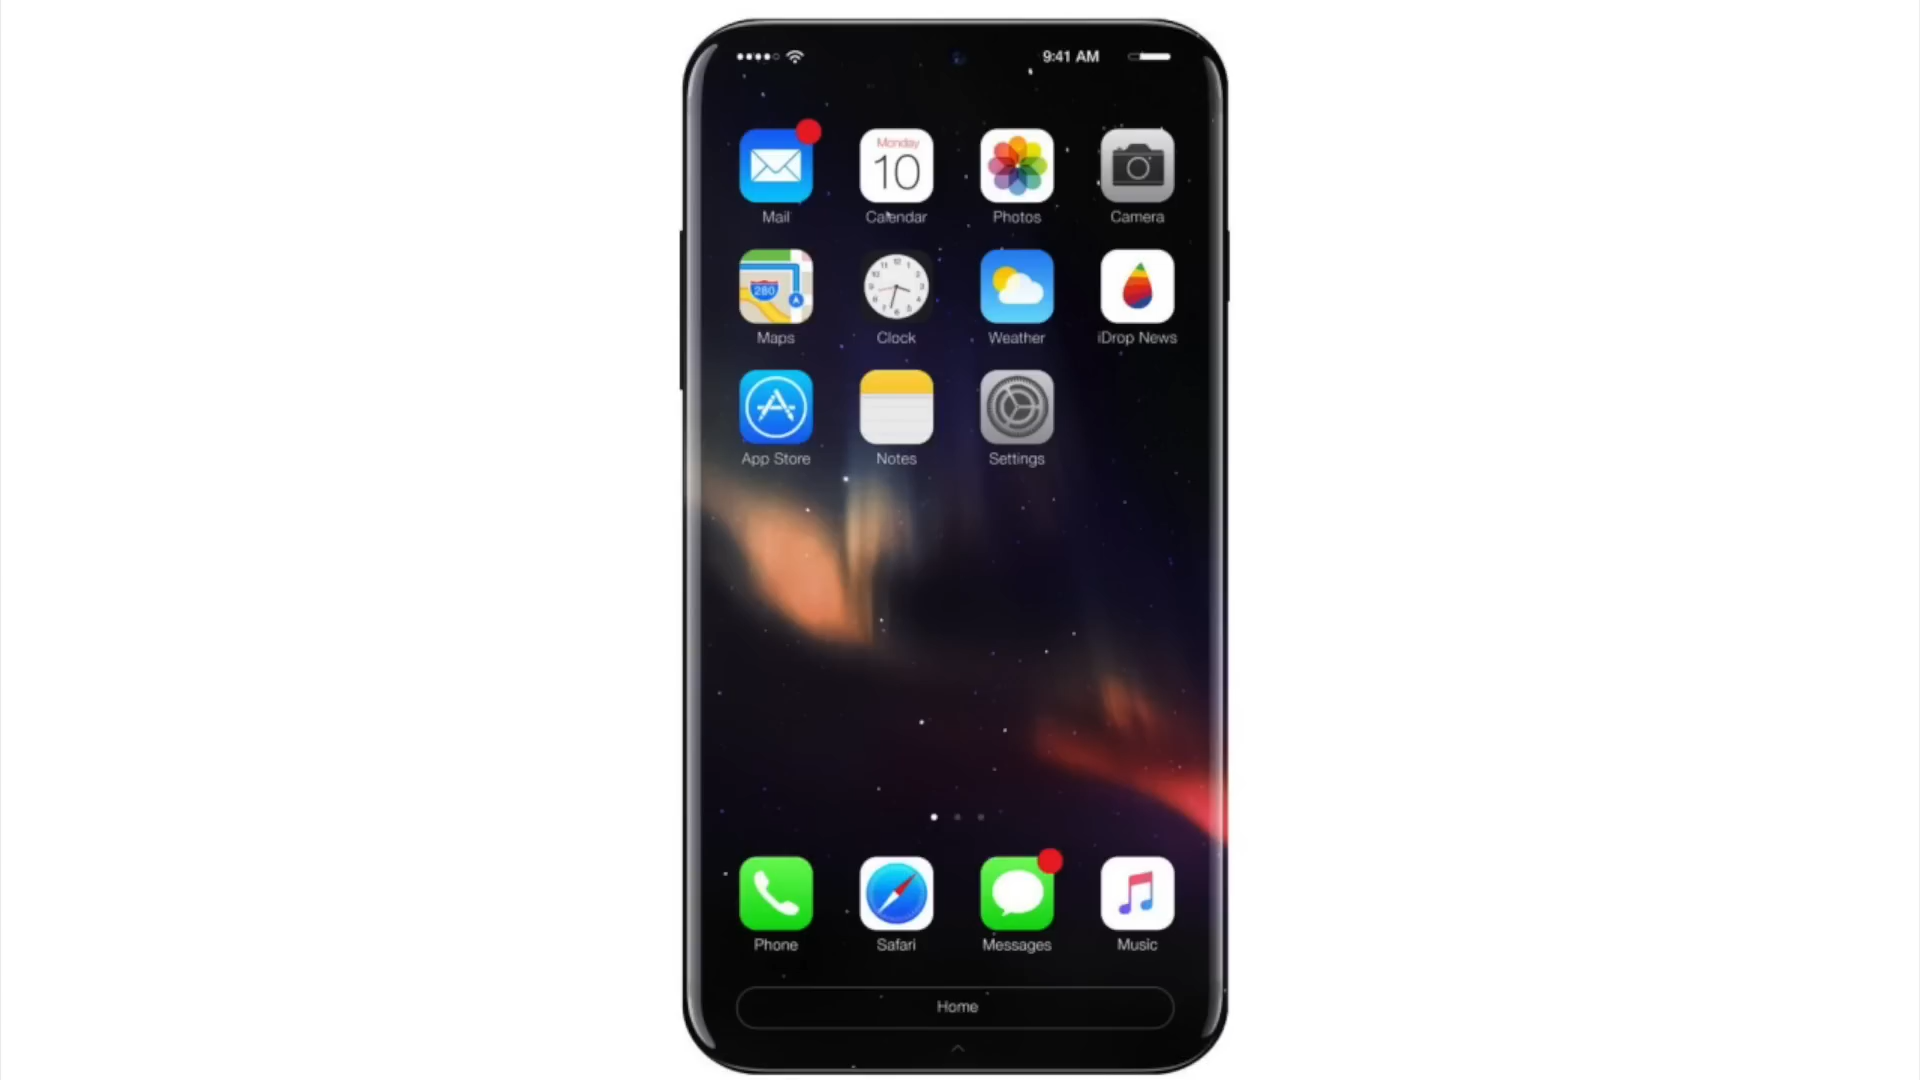 9:41 AM
Monday
10
Mail
Calendar
Photos
Camera
280
Maps
Clock
Weather
iDrop News
App Store
Notes
Settings
Phone
Safari
Messages
Music
Home